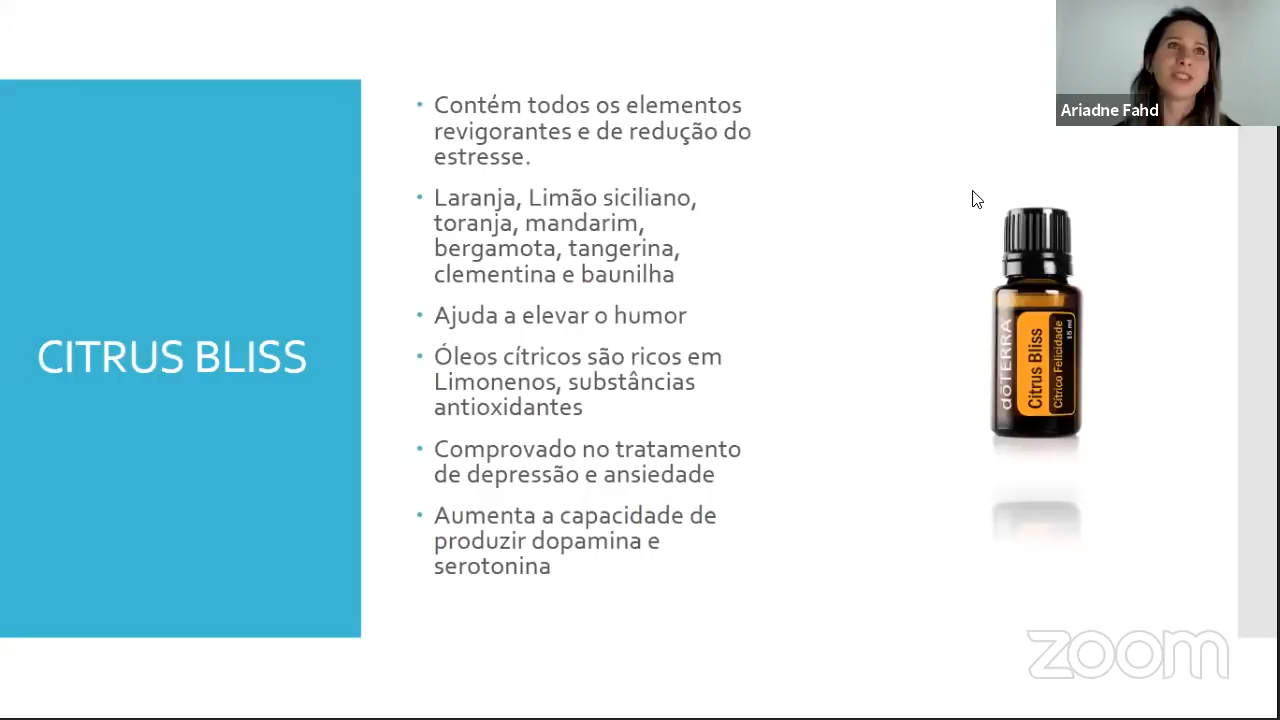 Ariadne Fahd
CITRUS BLISS
Contém todos os elementos
revigorantes e de redução do
estresse.
Laranja, Limão siciliano,
toranja, mandarim,
bergamota, tangerina,
clementina e baunilha
Ajuda a elevar o humor
Óleos cítricos são ricos em
Limonenos, substâncias
antioxidantes
Comprovado no tratamento
de depressão e ansiedade
Aumenta a capacidade de
produzir dopamina e
serotonina
dōTERRA
Citrus Bliss
Cítrico Felicidade
15 ml
zoom